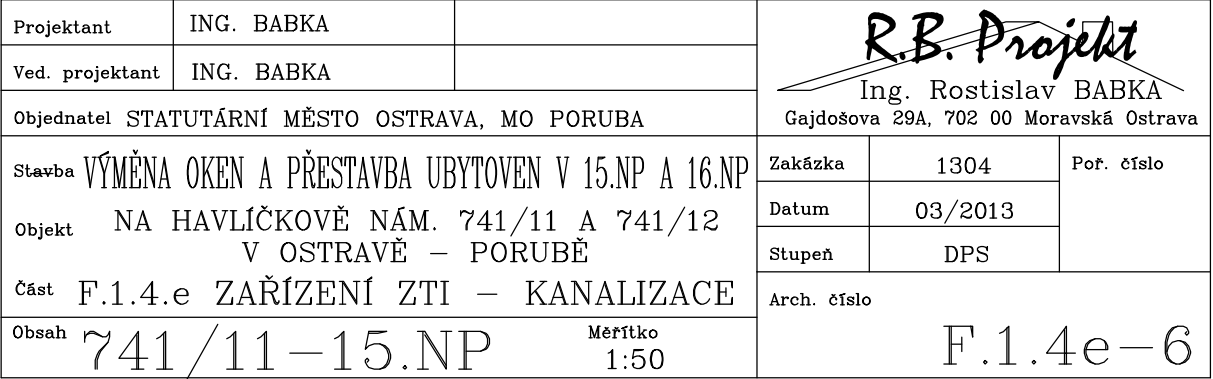 Projektant ING. BABKA
Ved. projektant ING. BABKA
Objednatel STATUTÁRNÍ MĚSTO OSTRAVA, MO PORUBA
R.B. Projekt
Ing. Rostislav BABKA
Gajdošova 29A, 702 00 Moravská Ostrava
Stavba VÝMĚNA OKEN A PŘESTAVBA UBYTOVEN V 15.NP A 16.NP
Objekt NA HAVLÍČKOVĚ NÁM. 741/11 A 741/12
V OSTRAVĚ – PORUBĚ
Část F.1.4.e ZAŘÍZENÍ ZTI – KANALIZACE
Obsah 741/11–15.NP
Měřítko
1:50
Zakázka 1304
Datum 03/2013
Stupeň DPS
Poř. číslo
Arch. číslo
F.1.4e–6